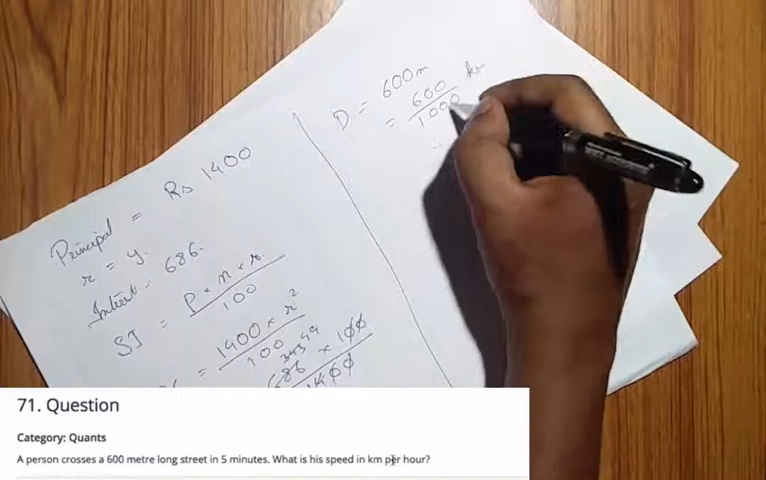 Principal = Rs 1400
r = y.
Interest = 686.
SI = P × n × r / 100
= 1400 × r² / 100
686 × 100
D = 600m
= 600 / 1000 km
71. Question
Category: Quants
A person crosses a 600 metre long street in 5 minutes. What is his speed in km per hour?